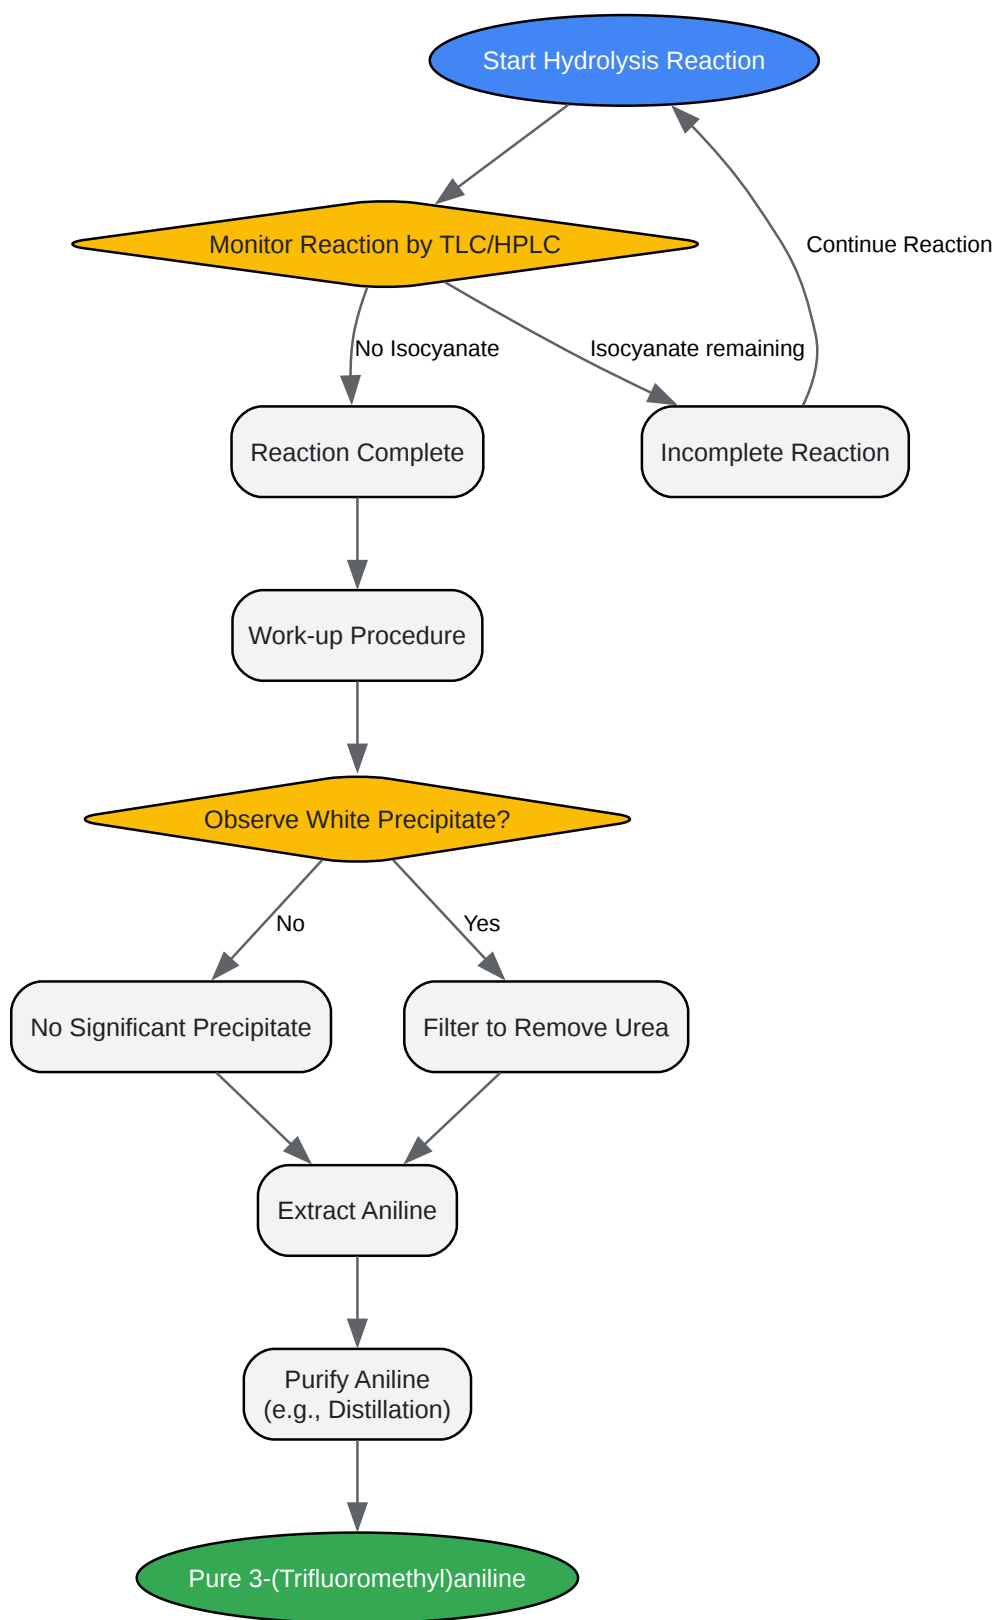 Start Hydrolysis Reaction
Monitor Reaction by TLC/HPLC
Continue Reaction
No Isocyanate
Isocyanate remaining
Reaction Complete
Incomplete Reaction
Work-up Procedure
Observe White Precipitate?
No
Yes
No Significant Precipitate
Filter to Remove Urea
Extract Aniline
Purify Aniline
(e.g., Distillation)
Pure 3-(Trifluoromethyl)aniline